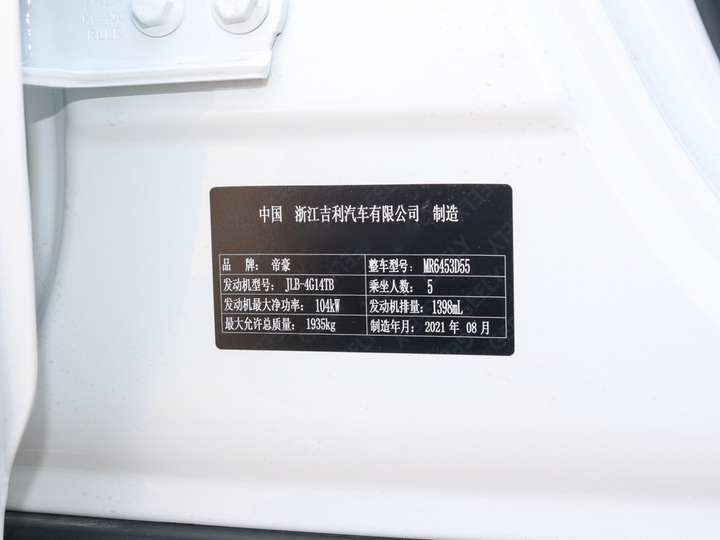 中国 浙江吉利汽车有限公司 制造
品 牌：帝豪 整车型号：MR6453D55
发动机型号：JLB-4G14TB 乘坐人数：5
发动机最大净功率：104kW 发动机排量：1398mL
最大允许总质量：1935kg 制造年月：2021 年 08 月